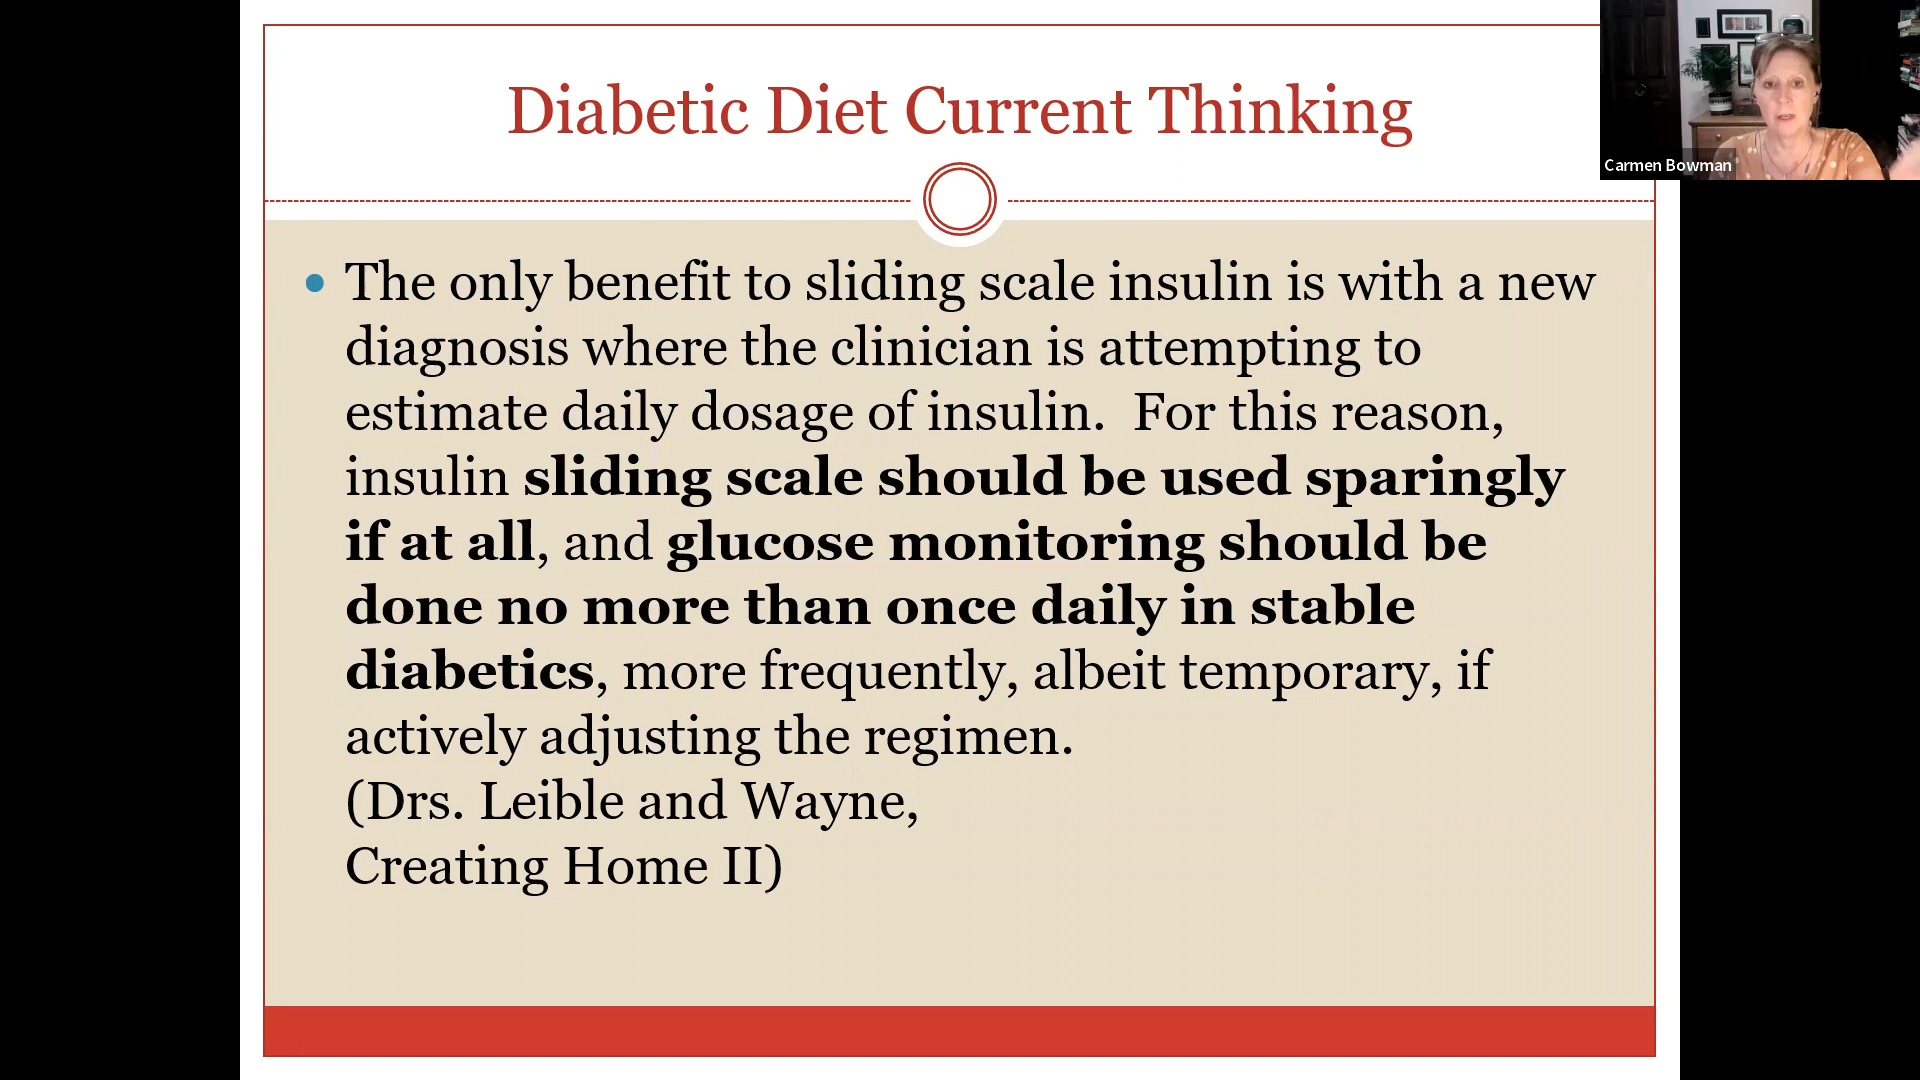 Diabetic Diet Current Thinking
Carmen Bowman
• The only benefit to sliding scale insulin is with a new
diagnosis where the clinician is attempting to
estimate daily dosage of insulin.  For this reason,
insulin sliding scale should be used sparingly
if at all, and glucose monitoring should be
done no more than once daily in stable
diabetics, more frequently, albeit temporary, if
actively adjusting the regimen.
(Drs. Leible and Wayne,
Creating Home II)